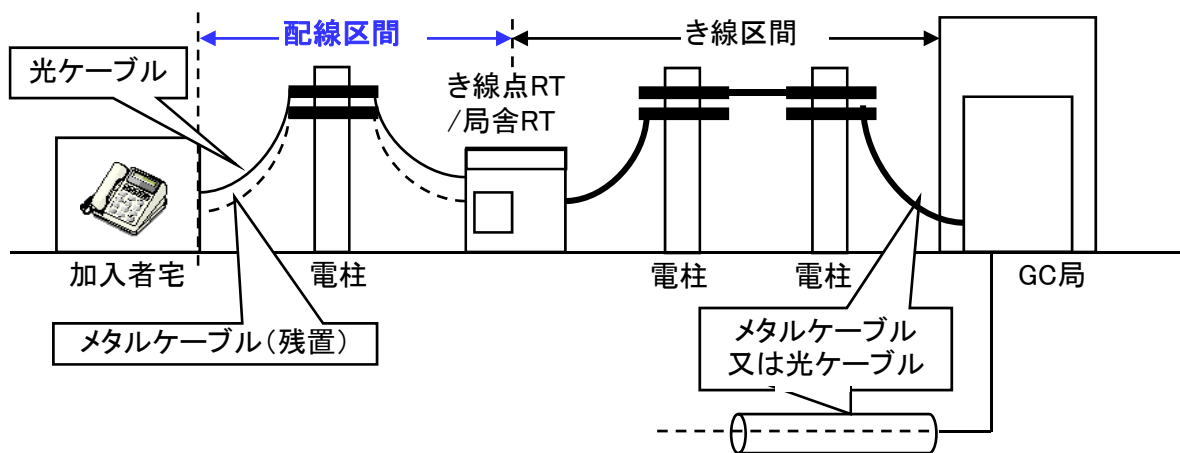 配線区間
き線区間
光ケーブル
き線点RT
/局舎RT
加入者宅
電柱
電柱
電柱
GC局
メタルケーブル(残置)
メタルケーブル
又は光ケーブル